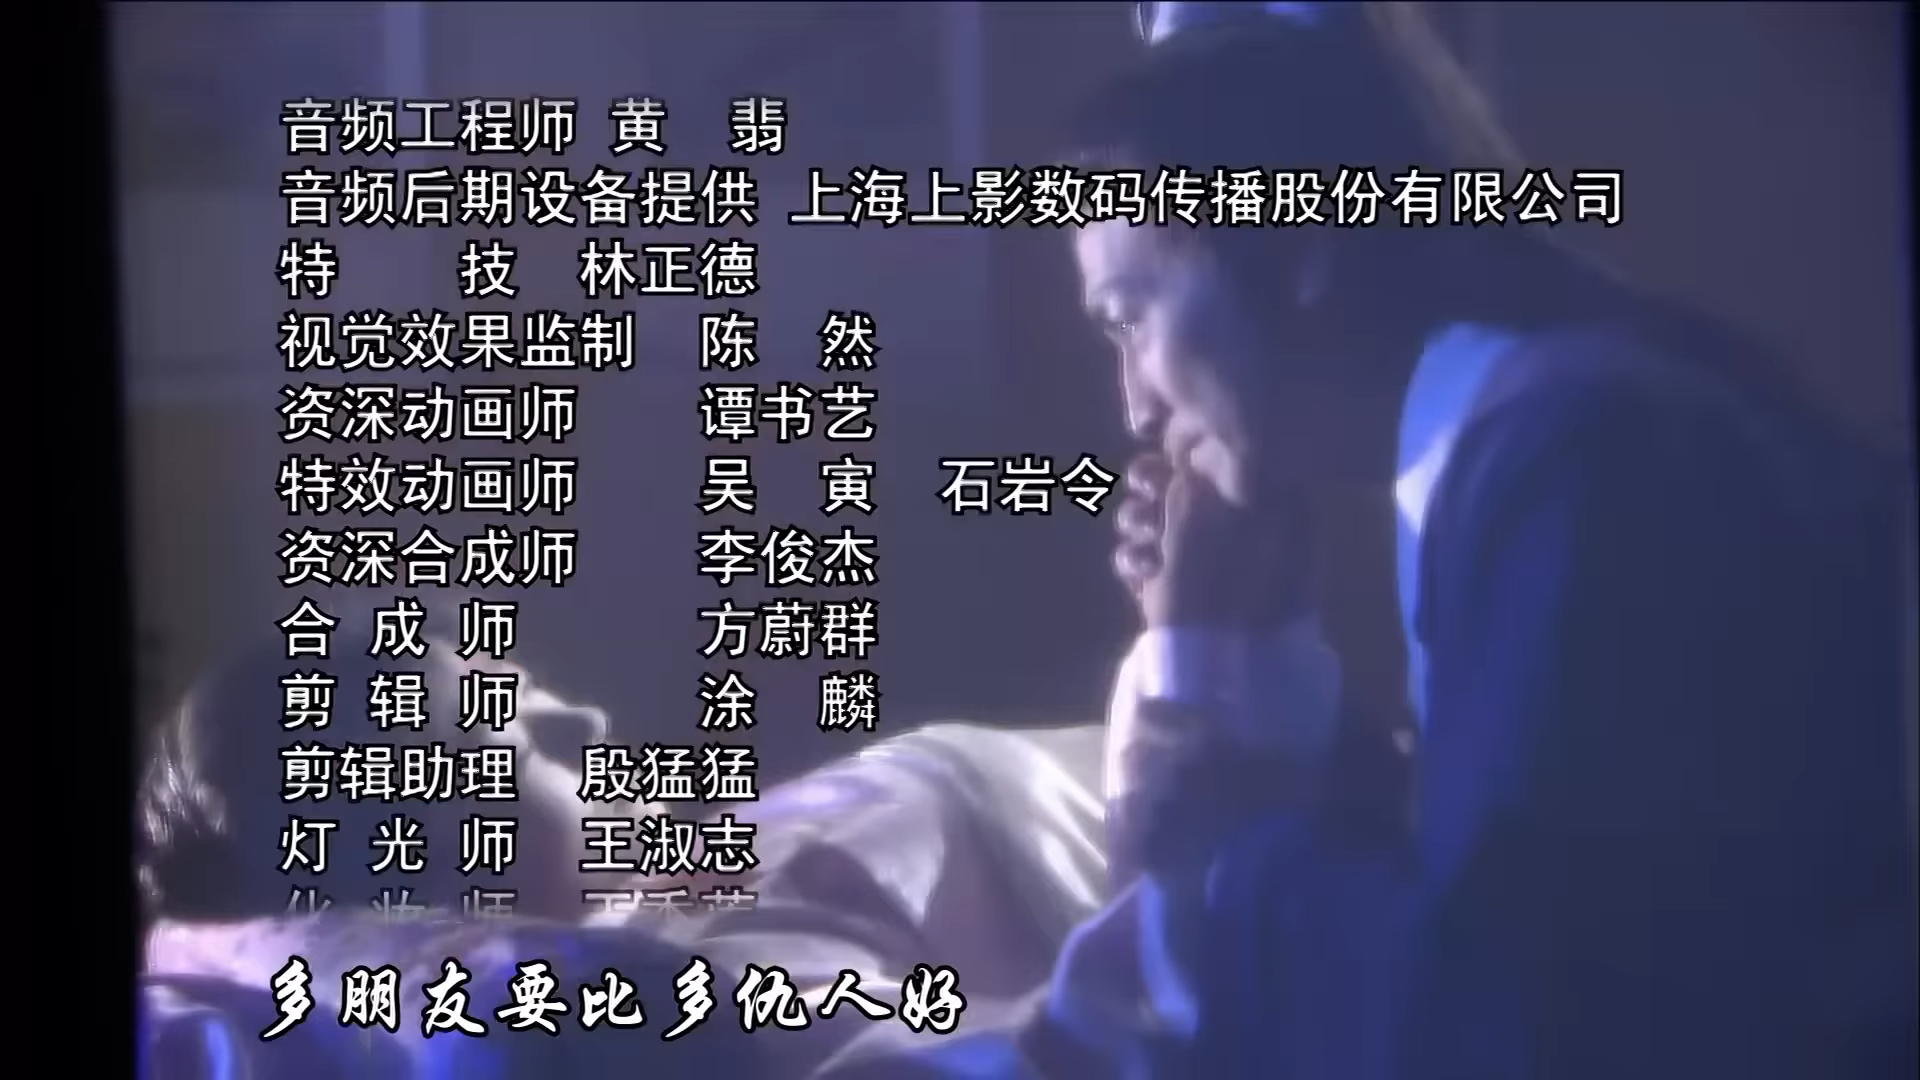 音频工程师 黄 翡
音频后期设备提供 上海上影数码传播股份有限公司
特 技 林正德
视觉效果监制 陈 然
资深动画师 谭书艺
特效动画师 吴 寅 石岩令
资深合成师 李俊杰
合 成 师 方蔚群
剪 辑 师 涂 麟
剪辑助理 殷猛猛
灯 光 师 王淑志
化 妆 师
多朋友要比多仇人好